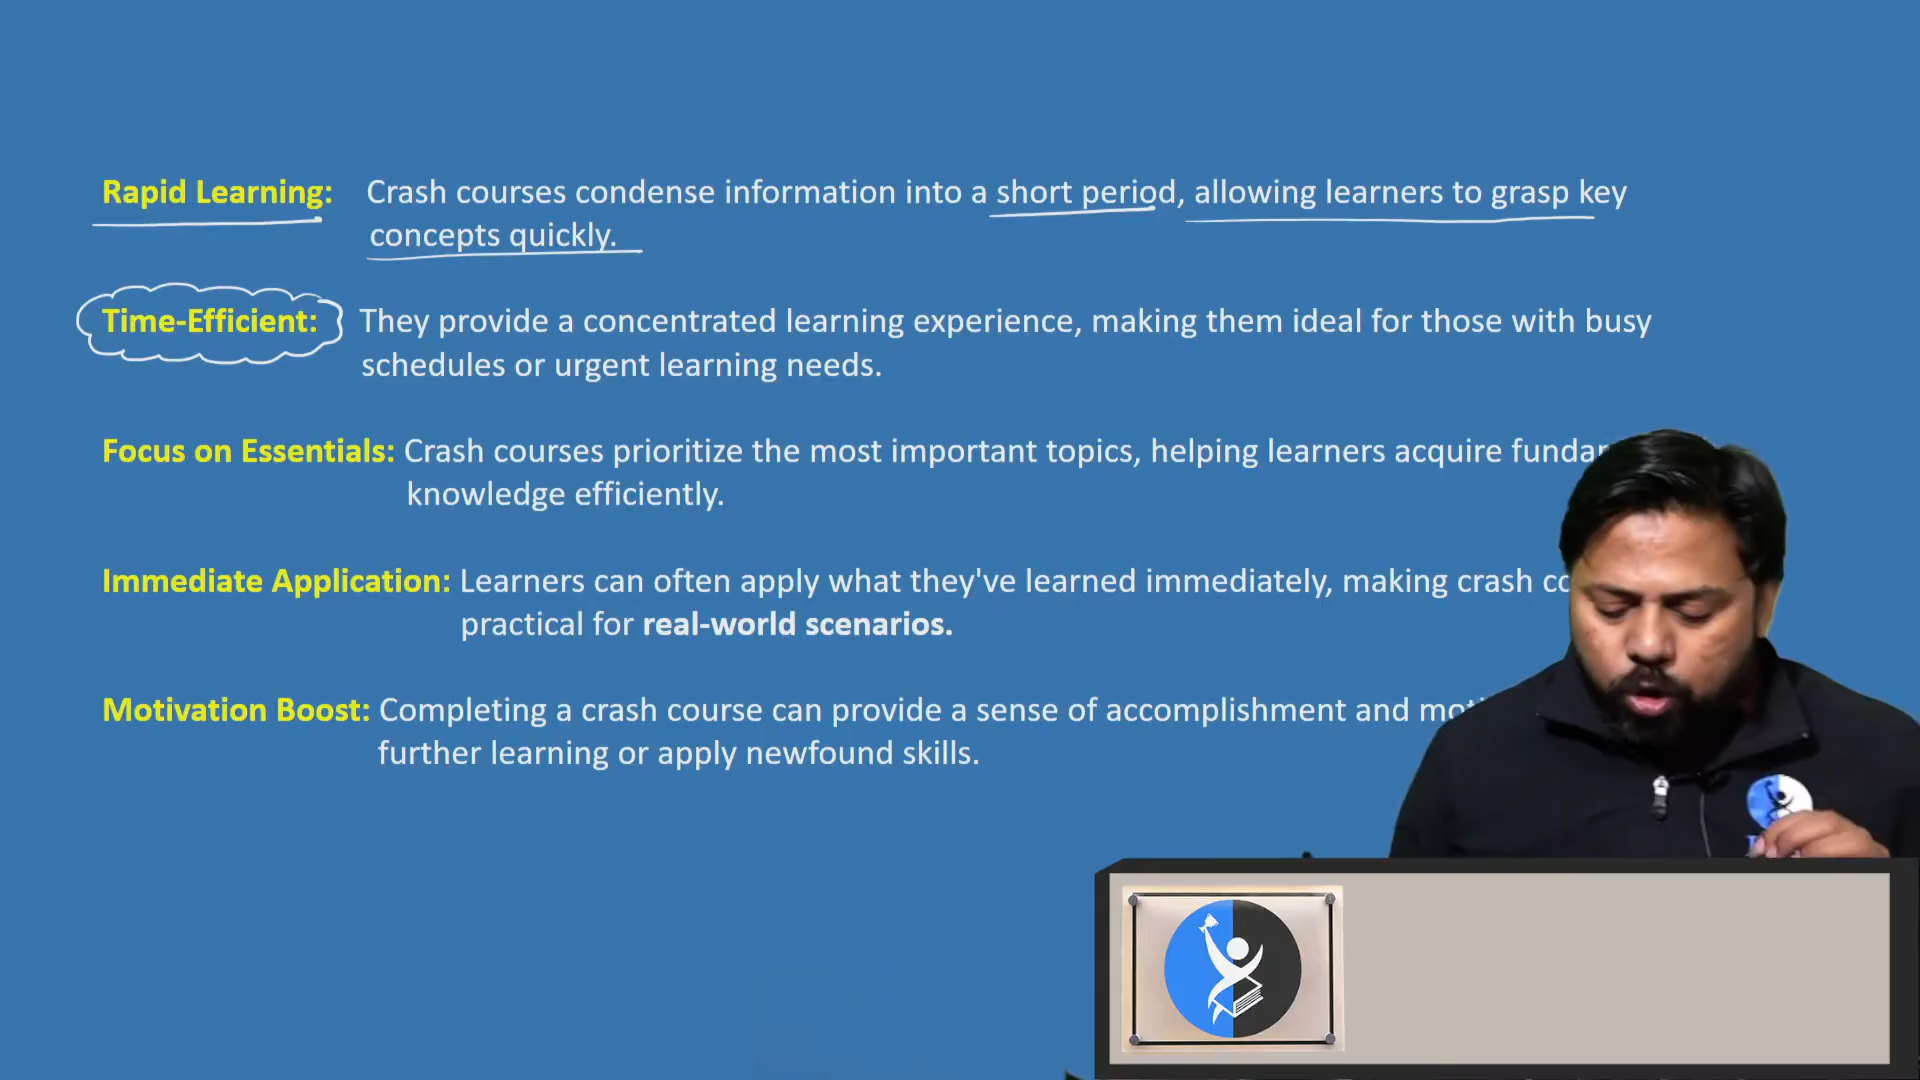 Rapid Learning: Crash courses condense information into a short period, allowing learners to grasp key
concepts quickly.
Time-Efficient: They provide a concentrated learning experience, making them ideal for those with busy
schedules or urgent learning needs.
Focus on Essentials: Crash courses prioritize the most important topics, helping learners acquire
knowledge efficiently.
Immediate Application: Learners can often apply what they've learned immediately, making crash
practical for real-world scenarios.
Motivation Boost: Completing a crash course can provide a sense of accomplishment and
further learning or apply newfound skills.